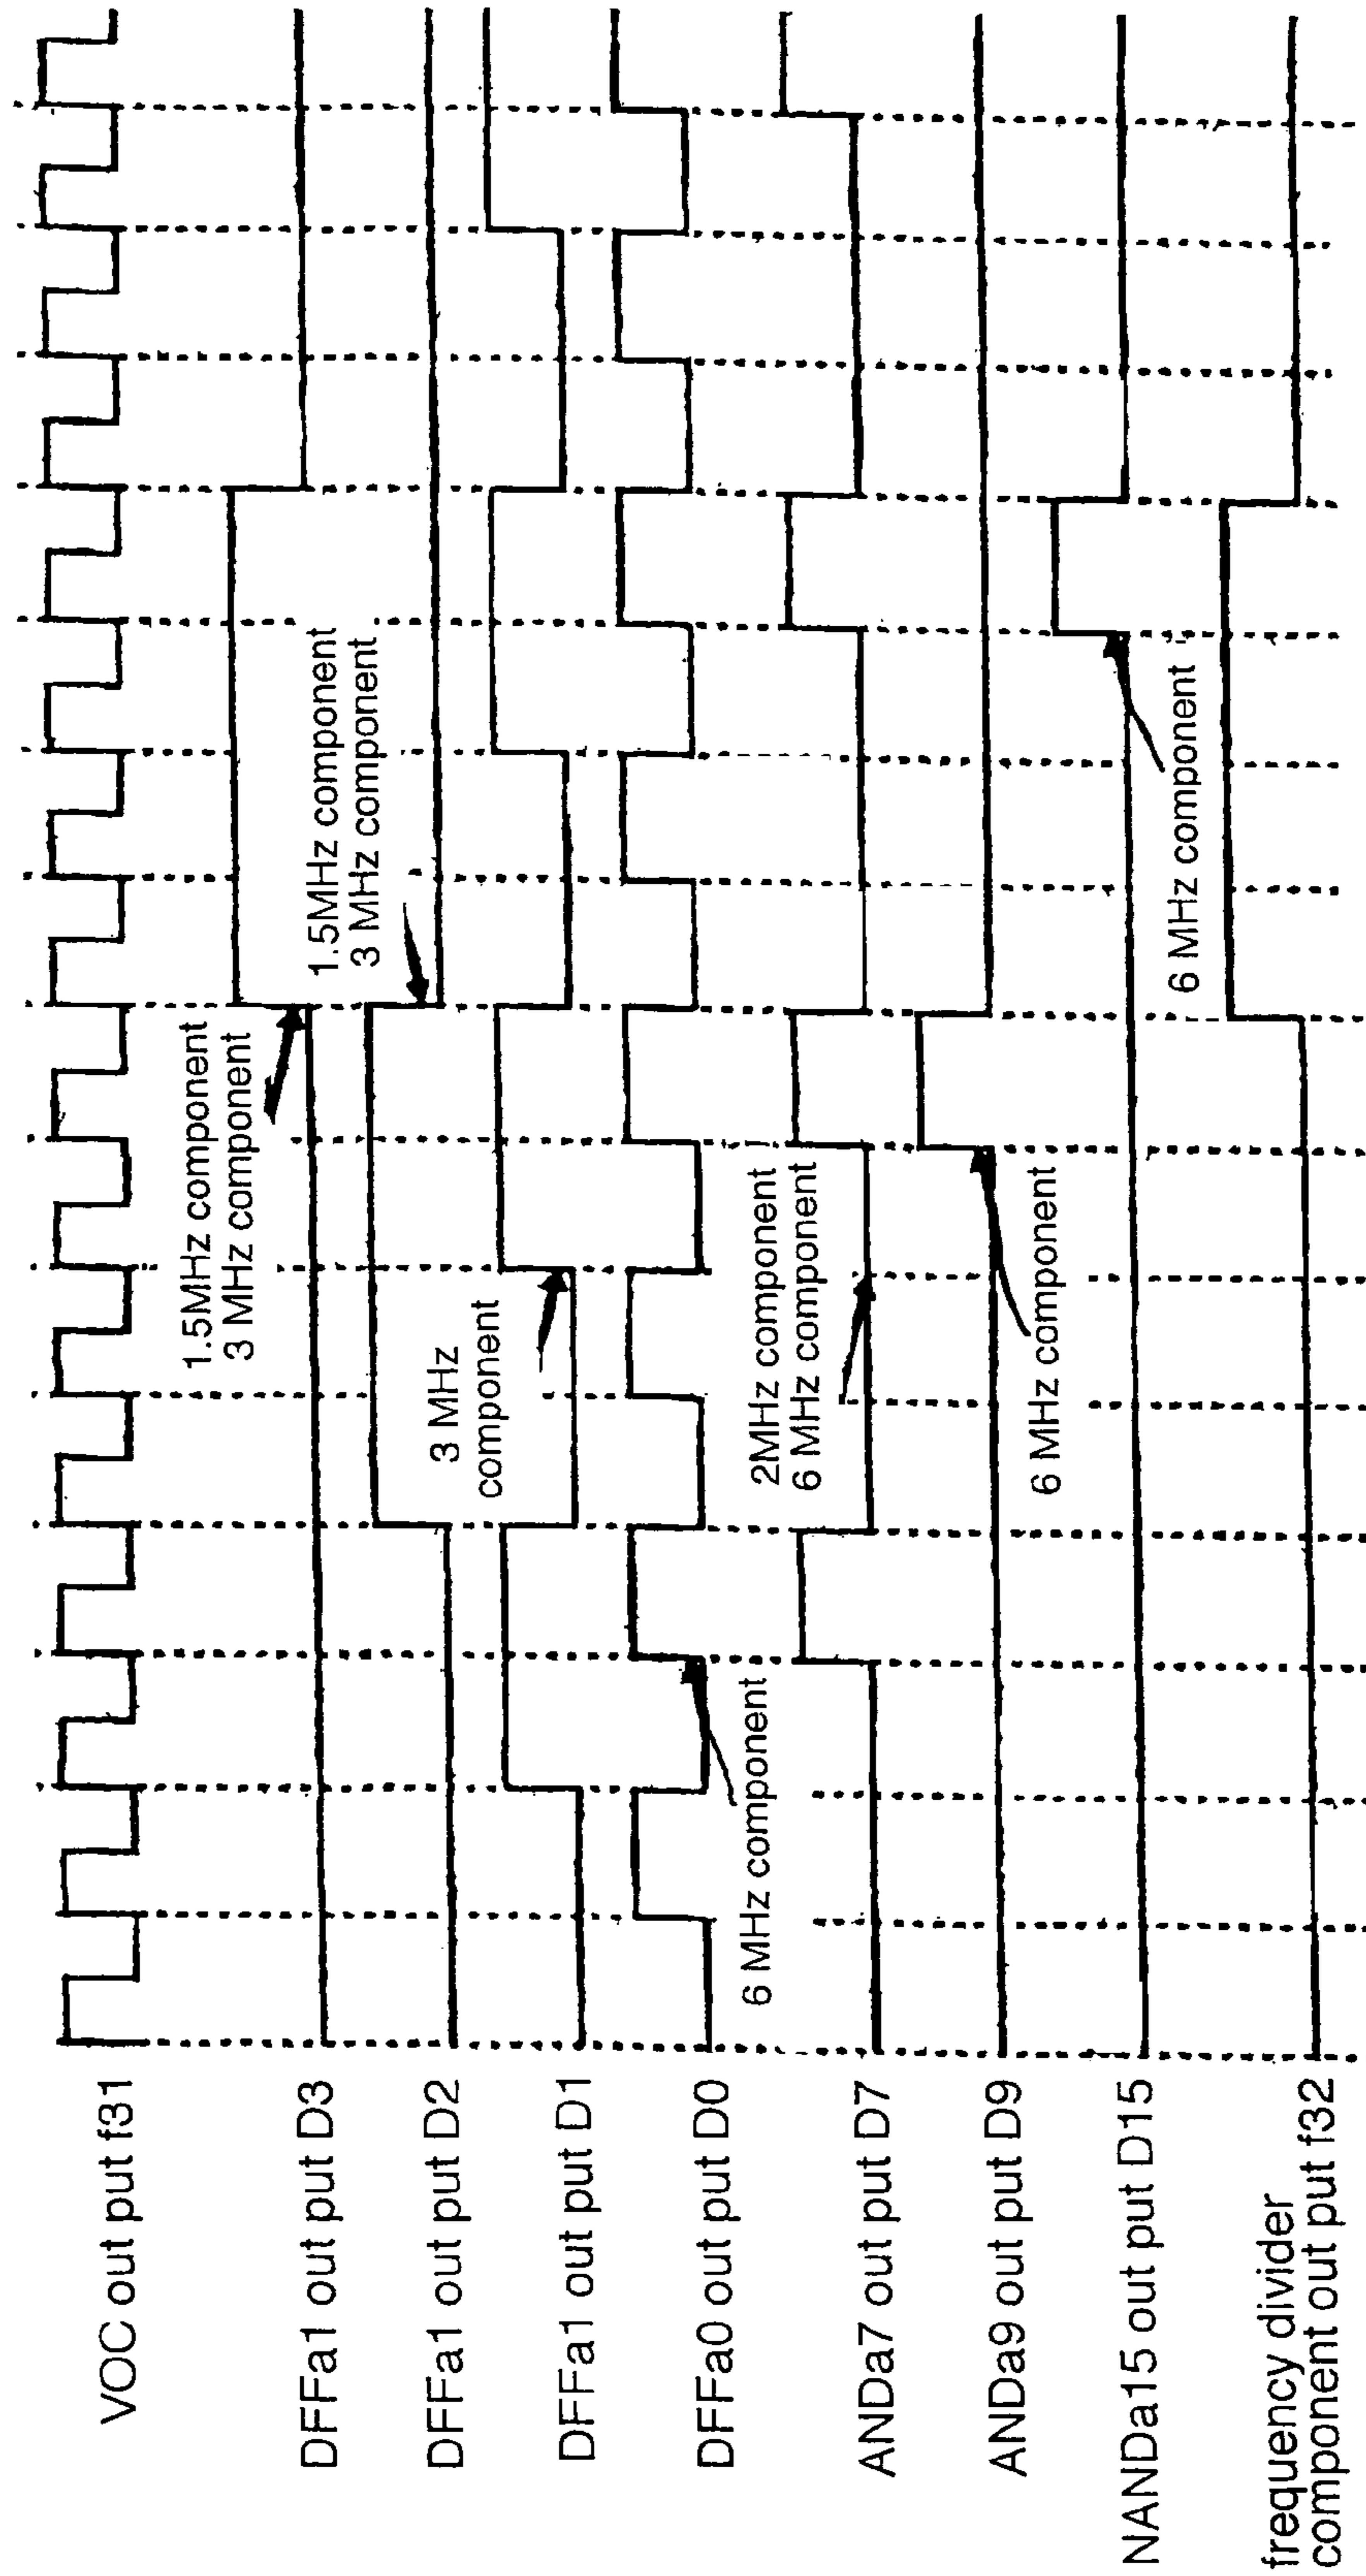 VOC out put f31
DFFa1 out put D3
1.5MHz component
3 MHz component
DFFa1 out put D2
1.5MHz component
3 MHz component
DFFa1 out put D1
3 MHz
component
DFFa0 out put D0
6 MHz component
ANDa7 out put D7
2MHz component
6 MHz component
ANDa9 out put D9
6 MHz component
NANDa15 out put D15
6 MHz component
frequency divider
component out put f32